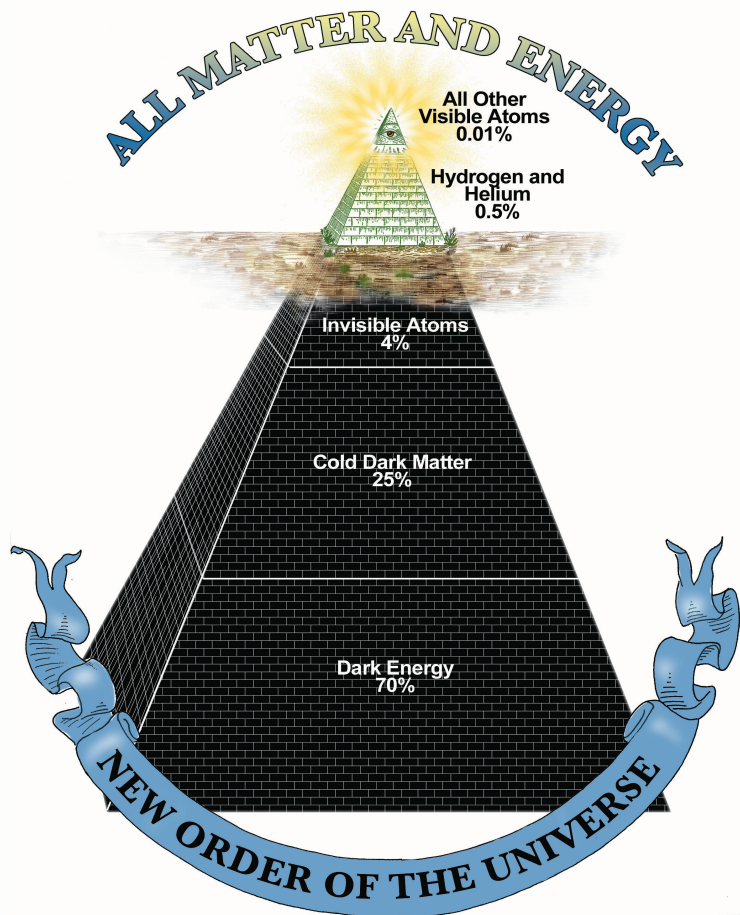 ALL MATTER AND ENERGY
All Other
Visible Atoms
0.01%
Hydrogen and
Helium
0.5%
Invisible Atoms
4%
Cold Dark Matter
25%
Dark Energy
70%
NEW ORDER OF THE UNIVERSE